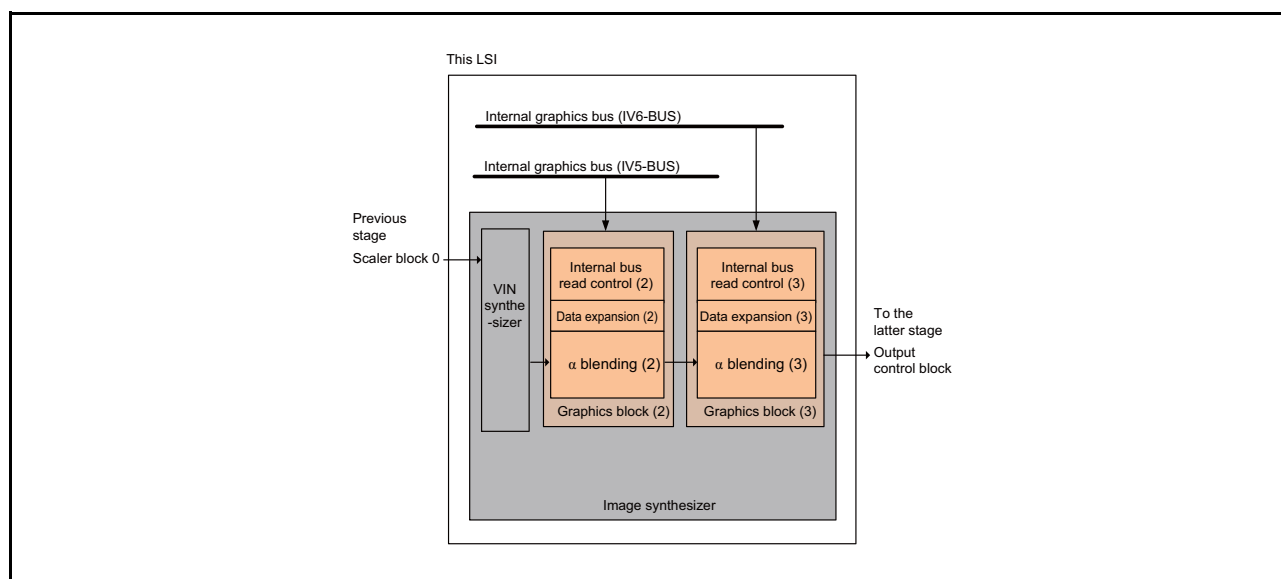 This LSI
Internal graphics bus (IV6-BUS)
Internal graphics bus (IV5-BUS)
Previous
stage
Scaler block 0
VIN
synthe
-sizer
Internal bus
read control (2)
Data expansion (2)
α blending (2)
Graphics block (2)
Internal bus
read control (3)
Data expansion (3)
α blending (3)
Graphics block (3)
To the
latter stage
Output
control block
Image synthesizer